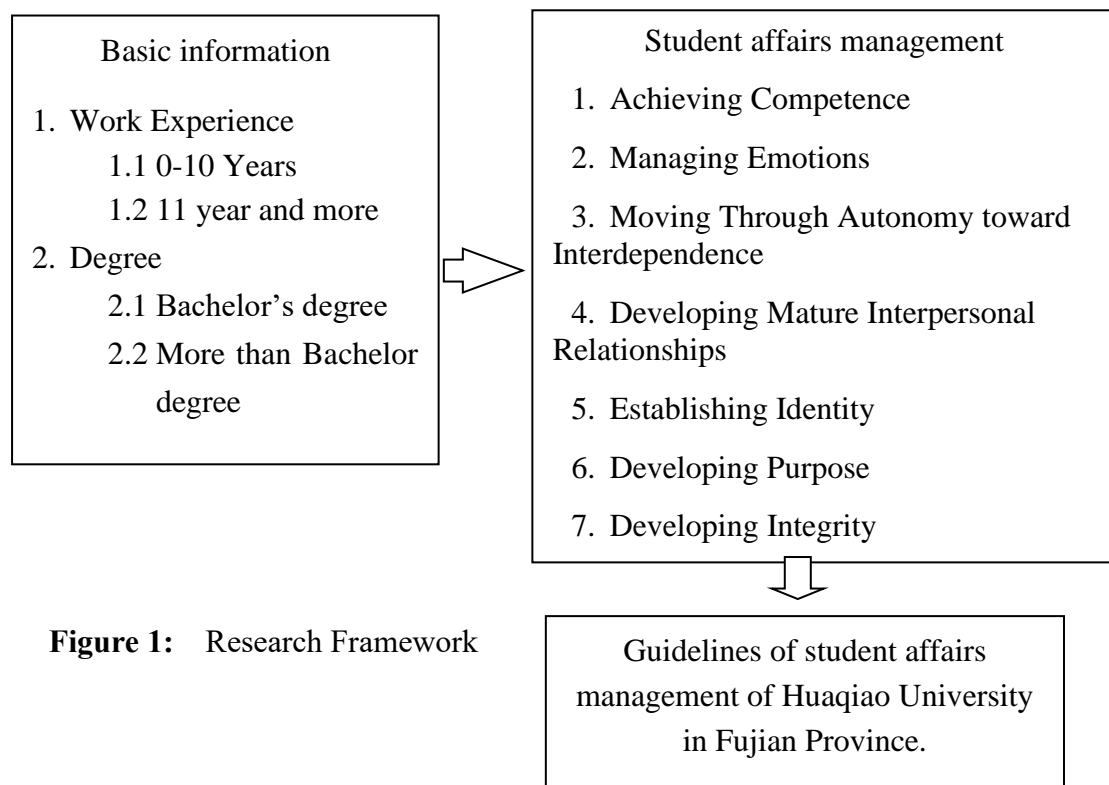 Basic information
1. Work Experience
1.1 0-10 Years
1.2 11 year and more
2. Degree
2.1 Bachelor’s degree
2.2 More than Bachelor
degree
Student affairs management
1. Achieving Competence
2. Managing Emotions
3. Moving Through Autonomy toward
Interdependence
4. Developing Mature Interpersonal
Relationships
5. Establishing Identity
6. Developing Purpose
7. Developing Integrity
Figure 1: Research Framework
Guidelines of student affairs
management of Huaqiao University
in Fujian Province.